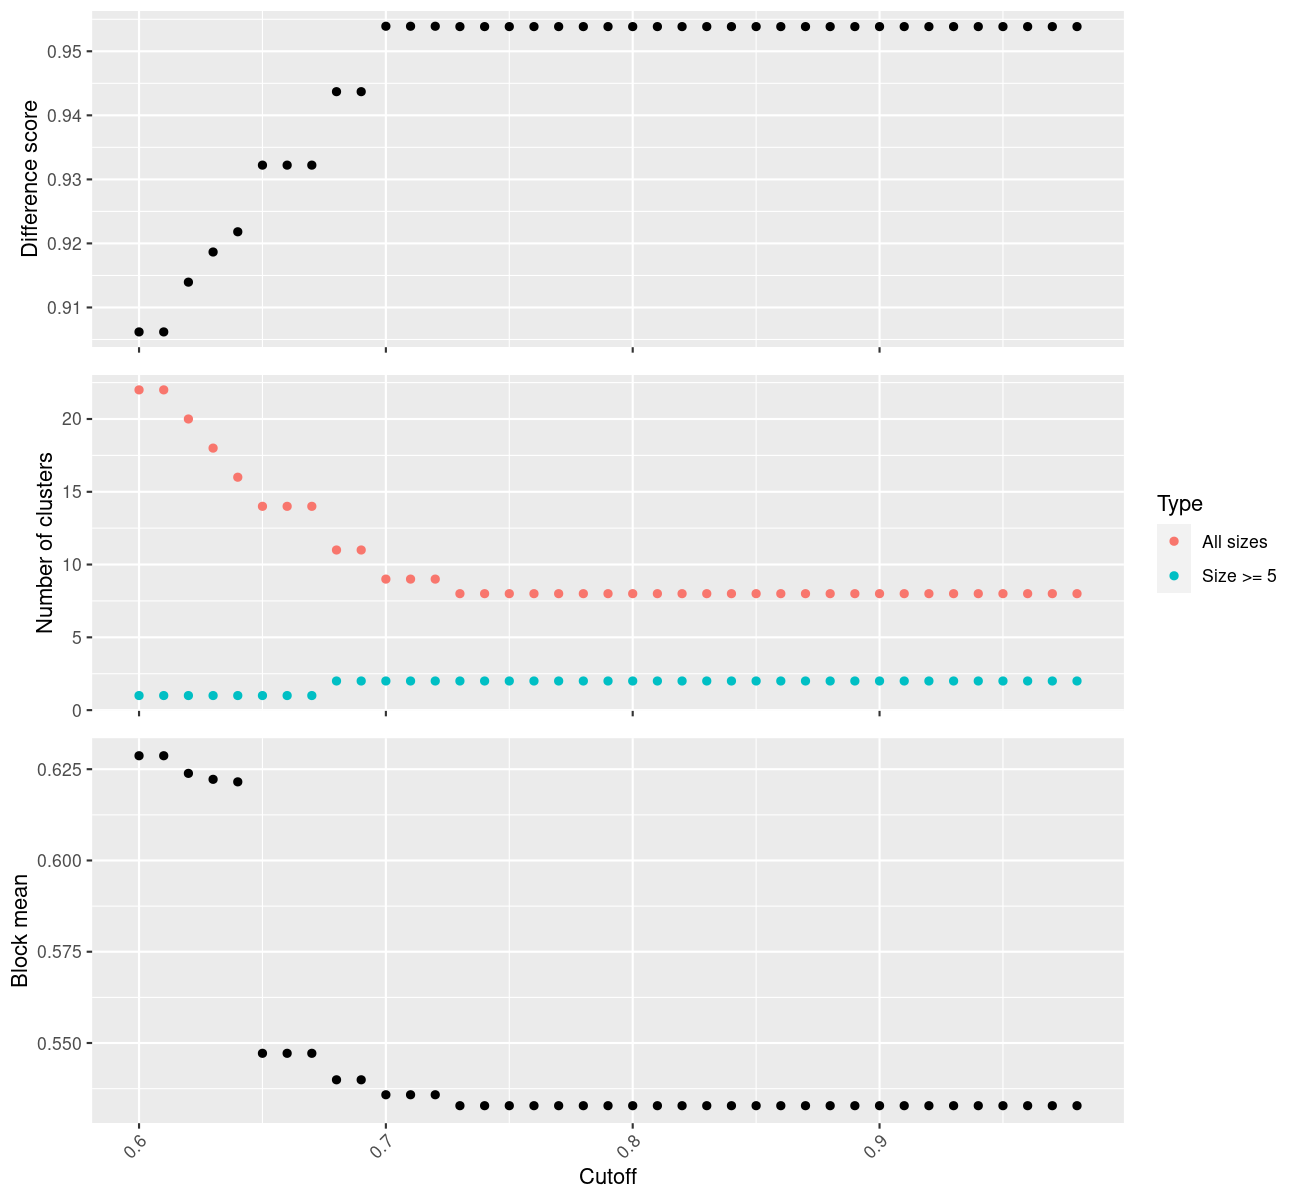 Difference score
0.95
0.94
0.93
0.92
0.91
Number of clusters
20
15
10
5
0
Type
All sizes
Size >= 5
Block mean
0.625
0.600
0.575
0.550
0.6
0.7
0.8
0.9
Cutoff